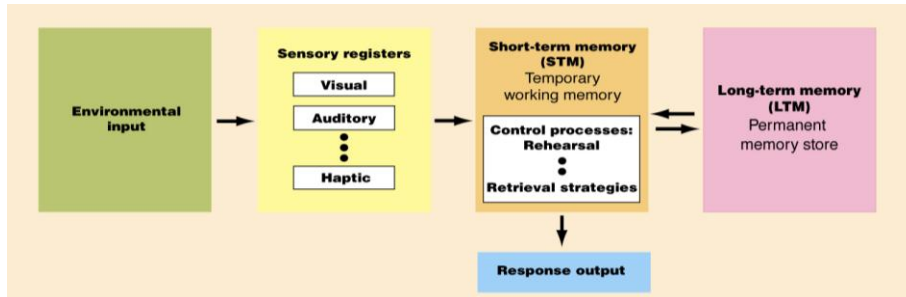 Environmental
input
Sensory registers
Visual
Auditory
Haptic
Short-term memory
(STM)
Temporary
working memory
Control processes:
Rehearsal
Retrieval strategies
Long-term memory
(LTM)
Permanent
memory store
Response output